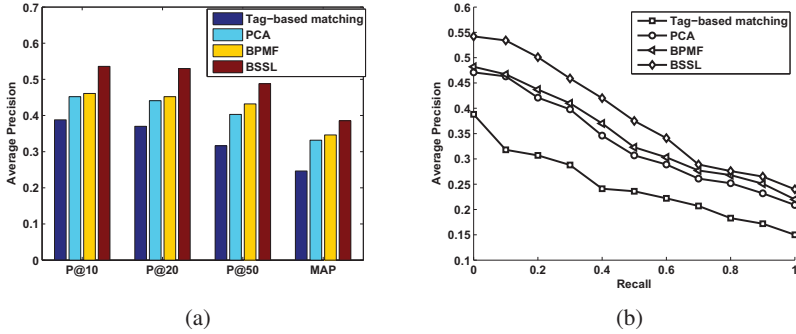 0.7
0.6
0.5
0.4
0.3
0.2
0.1
0
Average Precision
P@10 P@20 P@50 MAP
Tag-based matching
PCA
BPMF
BSSL
(a)
0.6
0.55
0.5
0.45
0.4
0.35
0.3
0.25
0.2
0.15
0.1
Average Precision
0 0.2 0.4 0.6 0.8 1
Recall
Tag-based matching
PCA
BPMF
BSSL
(b)